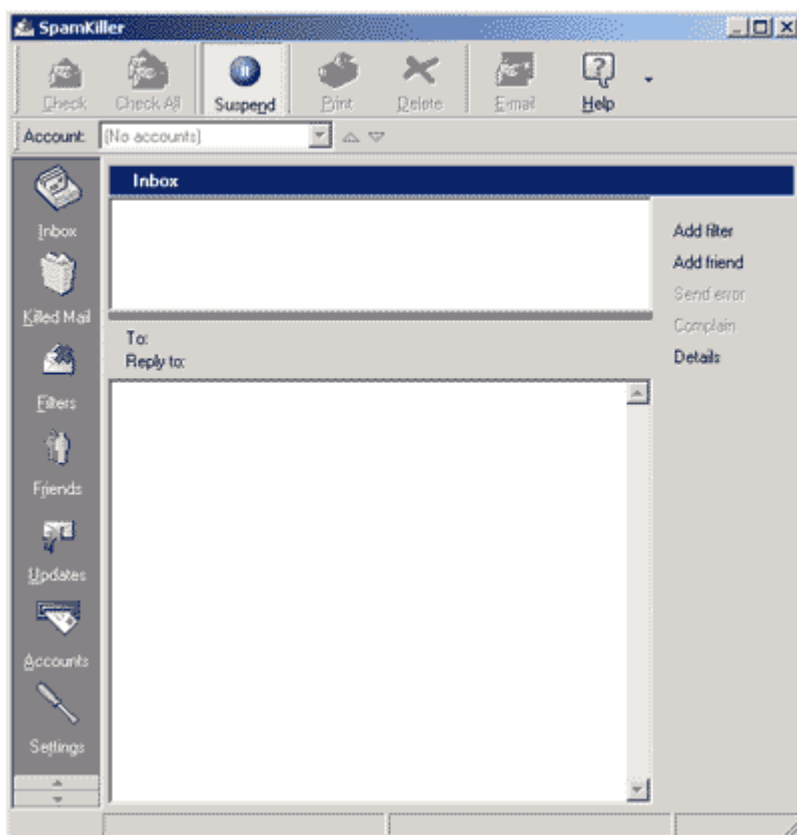 SpamKiller
Check Check All Suspend Print Delete E-mail Help
Account: (No accounts)
Inbox
Inbox
Killed Mail
Filters
Friends
Updates
Accounts
Settings
To:
Reply to:
Add filter
Add friend
Send error
Complain
Details